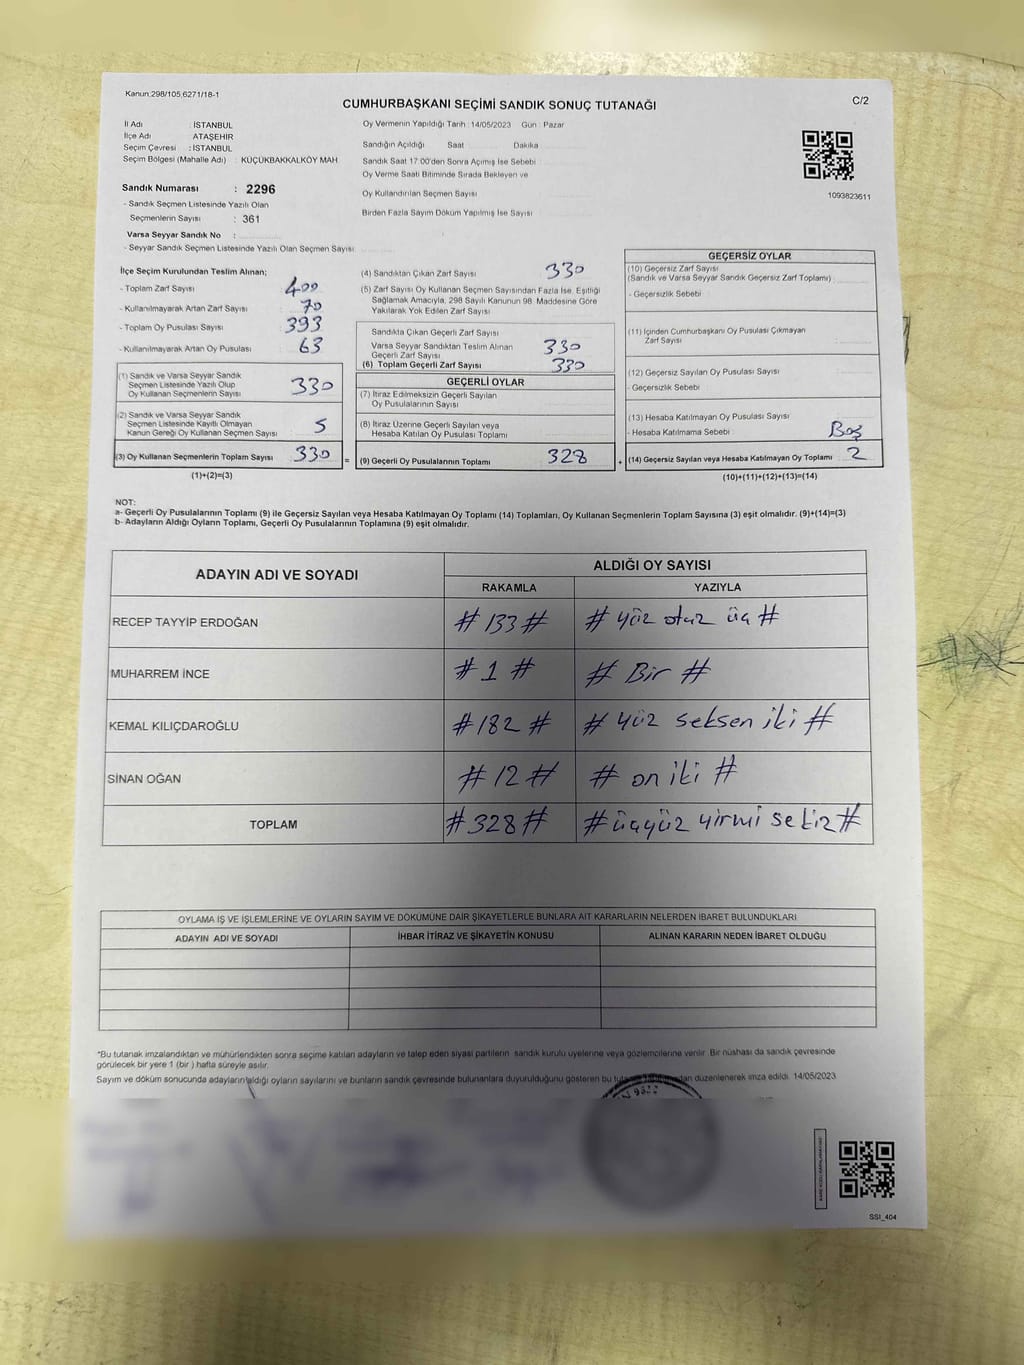 Kanun.298/105,6271/18-1
CUMHURBAŞKANI SEÇİMİ SANDIK SONUÇ TUTANAĞI
C/2
İl Adı : İSTANBUL
İlçe Adı ATAŞEHİR
Seçim Çevresi : İSTANBUL
Seçim Bölgesi (Mahalle Adı) : KÜÇÜKBAKKALKÖY MAH
Sandık Numarası : 2296
- Sandık Seçmen Listesinde Yazılı Olan
Seçmenlerin Sayısı : 361
Varsa Seyyar Sandık No :
- Seyyar Sandık Seçmen Listesinde Yazılı Olan Seçmen Sayısı
Oy Vermenin Yapıldığı Tarih : 14/05/2023 Gün : Pazar
Sandığın Açıldığı Saat Dakika
Sandık Saat 17:00'den Sonra Açımış İse Sebebi
Oy Verme Saati Bitiminde Sırada Bekleyen ve
Oy Kullandırılan Seçmen Sayısı
Birden Fazla Sayım Döküm Yapılmış İse Sayısı
1093823611
İlçe Seçim Kurulundan Teslim Alınan;
- Toplam Zarf Sayısı 400
- Kullanılmayarak Artan Zarf Sayısı 70
- Toplam Oy Pusulası Sayısı 393
- Kullanılmayarak Artan Oy Pusulası 63
(1) Sandık ve Varsa Seyyar Sandık
Seçmen Listesinde Yazılı Olup
Oy Kullanan Seçmenlerin Sayısı 330
(2) Sandık ve Varsa Seyyar Sandık
Seçmen Listesinde Kayıtlı Olmayan
Kanun Gereği Oy Kullanan Seçmen Sayısı 5
(3) Oy Kullanan Seçmenlerin Toplam Sayısı 330 =
(1)+(2)=(3)
(4) Sandıktan Çıkan Zarf Sayısı 330
(5) Zarf Sayısı Oy Kullanan Seçmen Sayısından Fazla İse, Eşitliği
Sağlamak Amacıyla, 298 Sayılı Kanunun 98. Maddesine Göre
Yakılarak Yok Edilen Zarf Sayısı
Sandıkta Çıkan Geçerli Zarf Sayısı
Varsa Seyyar Sandıktan Teslim Alınan
Geçerli Zarf Sayısı 330
(6) Toplam Geçerli Zarf Sayısı 330
GEÇERLİ OYLAR
(7) İtiraz Edilmeksizin Geçerli Sayılan
Oy Pusulalarının Sayısı
(8) İtiraz Üzerine Geçerli Sayılan veya
Hesaba Katılan Oy Pusulası Toplamı
(9) Geçerli Oy Pusulalarının Toplamı 328 +
GEÇERSİZ OYLAR
(10) Geçersiz Zarf Sayısı
(Sandık ve Varsa Seyyar Sandık Geçersiz Zarf Toplamı)
- Geçersizlik Sebebi
(11) İçinden Cumhurbaşkanı Oy Pusulası Çıkmayan
Zarf Sayısı
(12) Geçersiz Sayılan Oy Pusulası Sayısı
- Geçersizlik Sebebi
(13) Hesaba Katılmayan Oy Pusulası Sayısı
- Hesaba Katılmama Sebebi Boş
(14) Geçersiz Sayılan veya Hesaba Katılmayan Oy Toplamı 2
(10)+(11)+(12)+(13)=(14)
NOT:
a- Geçerli Oy Pusulalarının Toplamı (9) ile Geçersiz Sayılan veya Hesaba Katılmayan Oy Toplamı (14) Toplamları, Oy Kullanan Seçmenlerin Toplam Sayısına (3) eşit olmalıdır. (9)+(14)=(3)
b- Adayların Aldığı Oyların Toplamı, Geçerli Oy Pusulalarının Toplamına (9) eşit olmalıdır.
ADAYIN ADI VE SOYADI
ALDIĞI OY SAYISI
RAKAMLA YAZIYLA
RECEP TAYYİP ERDOĞAN # 133 # # yüz otuz üç #
MUHARREM İNCE # 1 # # Bir #
KEMAL KILIÇDAROĞLU # 182 # # yüz seksen iki #
SİNAN OĞAN # 12 # # on iki #
TOPLAM # 328 # # üçyüz yirmi sekiz #
OYLAMA İŞ VE İŞLEMLERİNE VE OYLARIN SAYIM VE DÖKÜMÜNE DAİR ŞİKAYETLERLE BUNLARA AİT KARARLARIN NELERDEN İBARET BULUNDUKLARI
ADAYIN ADI VE SOYADI İHBAR İTİRAZ VE ŞİKAYETİN KONUSU ALINAN KARARIN NEDEN İBARET OLDUĞU
*Bu tutanak imzalandıktan ve mühürlendikten sonra seçime katılan adayların ve talep eden siyasi partilerin sandık kurulu üyelerine veya gözlemcilerine verilir. Bir nüshası da sandık çevresinde
görülecek bir yere 1 (bir) hafta süreyle asılır.
Sayım ve döküm sonucunda adayların aldığı oyların sayılarını ve bunların sandık çevresinde bulunanlara duyurulduğunu gösteren bu düzenlenerek imza edildi. 14/05/2023
SSI_404